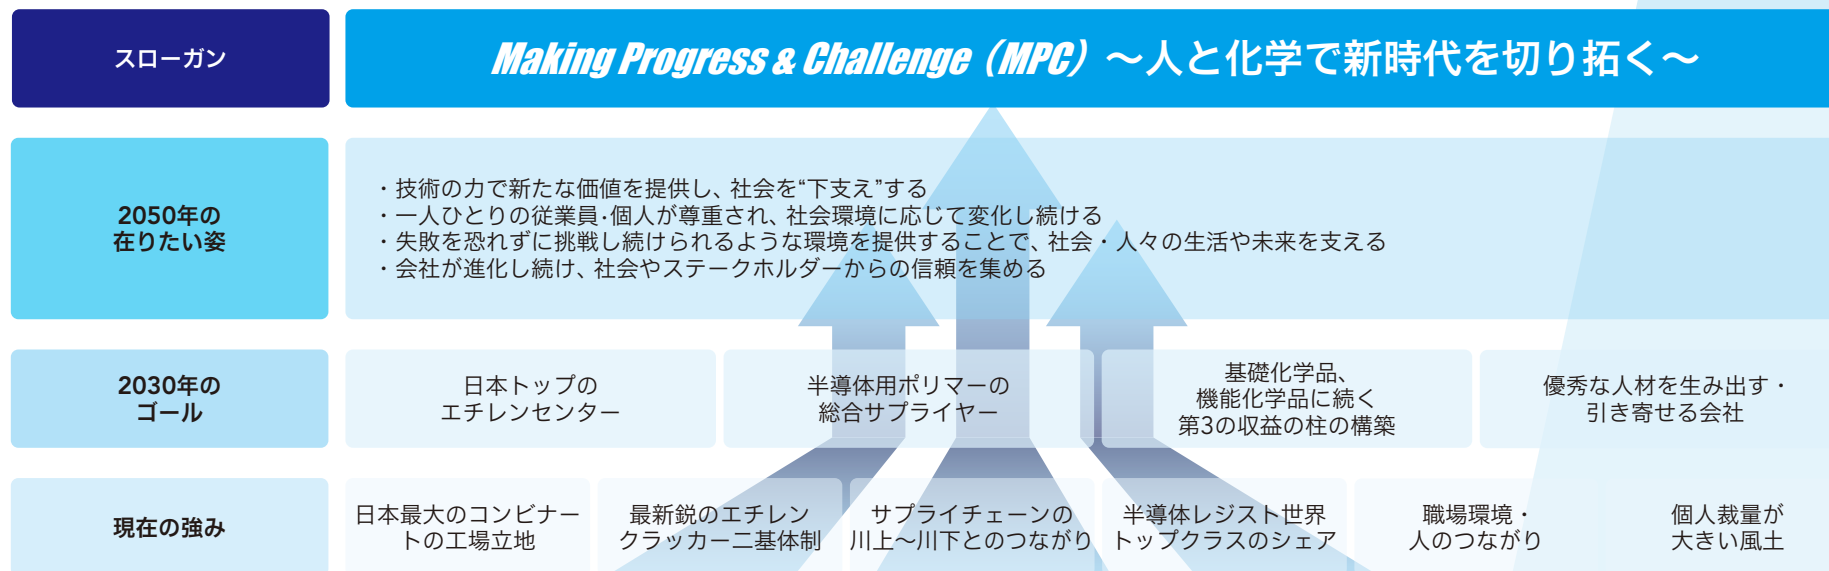 スローガン
Making Progress & Challenge（MPC）～人と化学で新時代を切り拓く～
2050年の
在りたい姿
・技術の力で新たな価値を提供し、社会を“下支え”する
・一人ひとりの従業員・個人が尊重され、社会環境に応じて変化し続ける
・失敗を恐れずに挑戦し続けられるような環境を提供することで、社会・人々の生活や未来を支える
・会社が進化し続け、社会やステークホルダーからの信頼を集める
2030年の
ゴール
日本トップの
エチレンセンター
半導体用ポリマーの
総合サプライヤー
基礎化学品、
機能化学品に続く
第3の収益の柱の構築
優秀な人材を生み出す・
引き寄せる会社
現在の強み
日本最大のコンビナー
トの工場立地
最新鋭のエチレン
クラッカー二基体制
サプライチェーンの
川上～川下とのつながり
半導体レジスト世界
トップクラスのシェア
職場環境・
人のつながり
個人裁量が
大きい風土